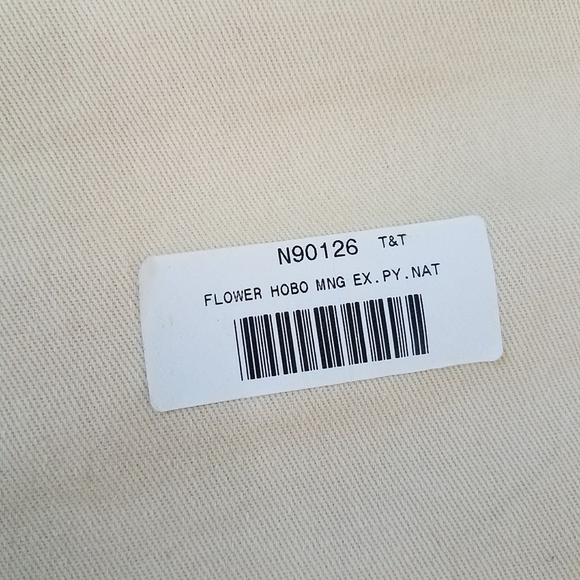 N90126 T&T
FLOWER HOBO MNG EX.PY.NAT